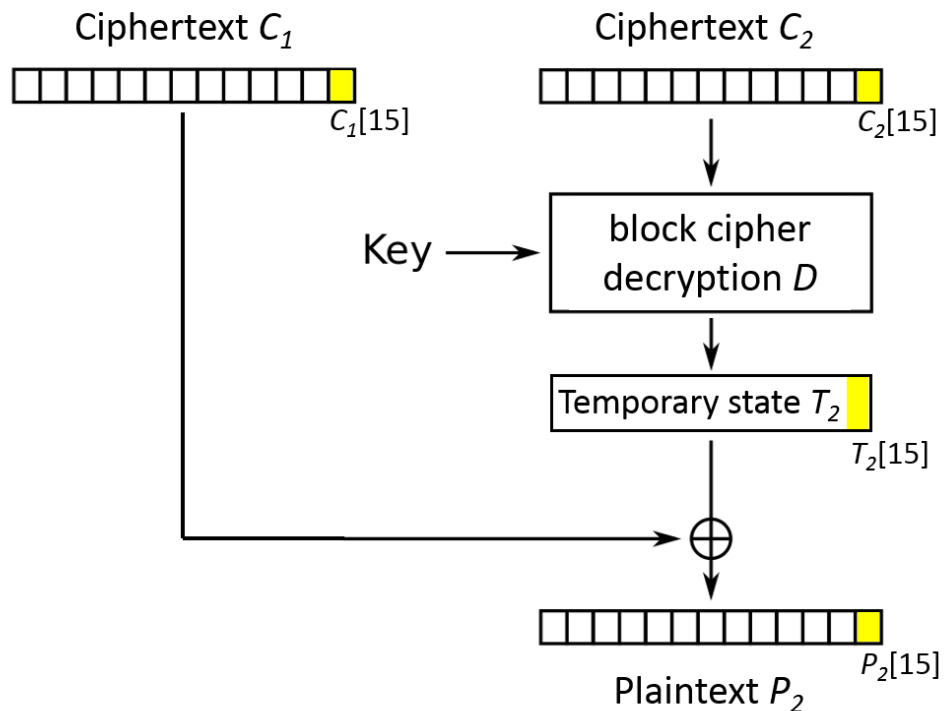 Ciphertext C₁
Ciphertext C₂
C₁[15]
C₂[15]
Key
block cipher
decryption D
Temporary state T₂
T₂[15]
P₂[15]
Plaintext P₂